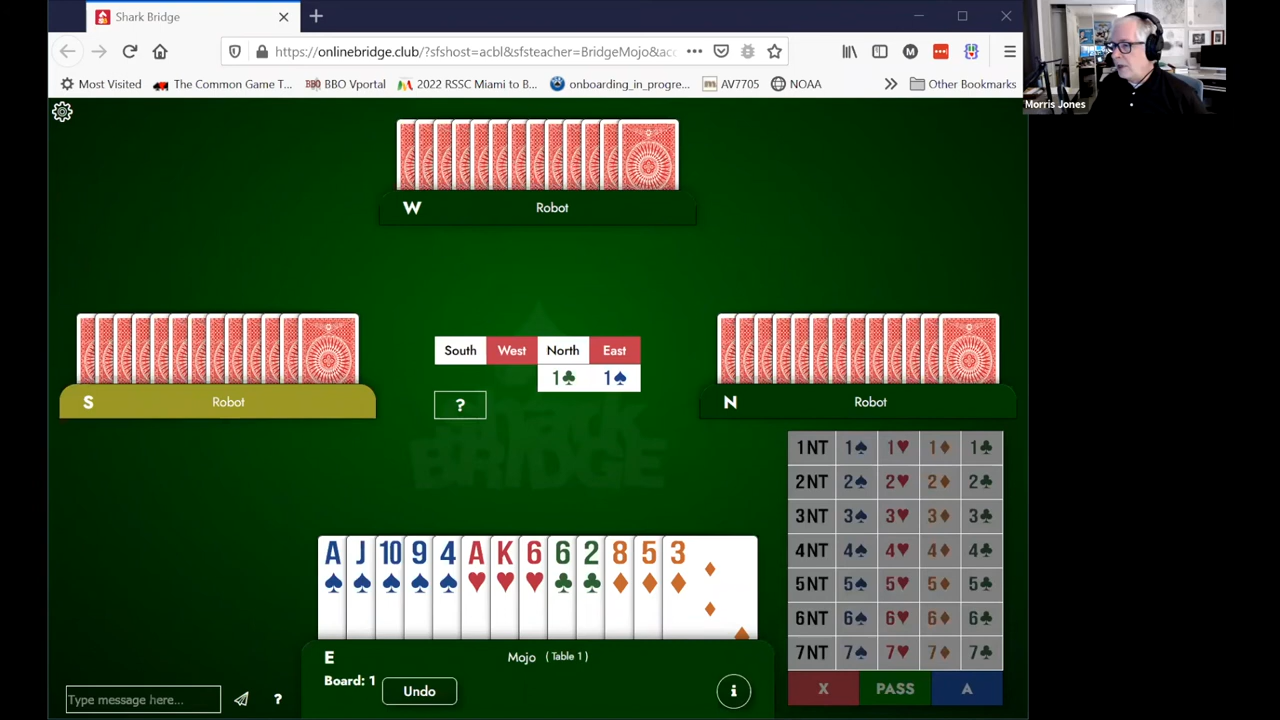 Shark Bridge
https://onlinebridge.club/?sfshost=acbl&sfsteacher=BridgeMojo&acc
Most Visited The Common Game T... BBO Vportal 2022 RSSC Miami to B... onboarding_in_progre... AV7705 NOAA Other Bookmarks
Morris Jones
W Robot
South West North East
1♣ 1♠
?
S Robot
N Robot
SHARK
BRIDGE
1NT 1♠ 1♥ 1♦ 1♣
2NT 2♠ 2♥ 2♦ 2♣
3NT 3♠ 3♥ 3♦ 3♣
4NT 4♠ 4♥ 4♦ 4♣
5NT 5♠ 5♥ 5♦ 5♣
6NT 6♠ 6♥ 6♦ 6♣
7NT 7♠ 7♥ 7♦ 7♣
X PASS A
A J 10 9 4 A K 6 6 2 8 5 3
E Mojo (Table 1)
Board: 1 Undo i
Type message here... ?